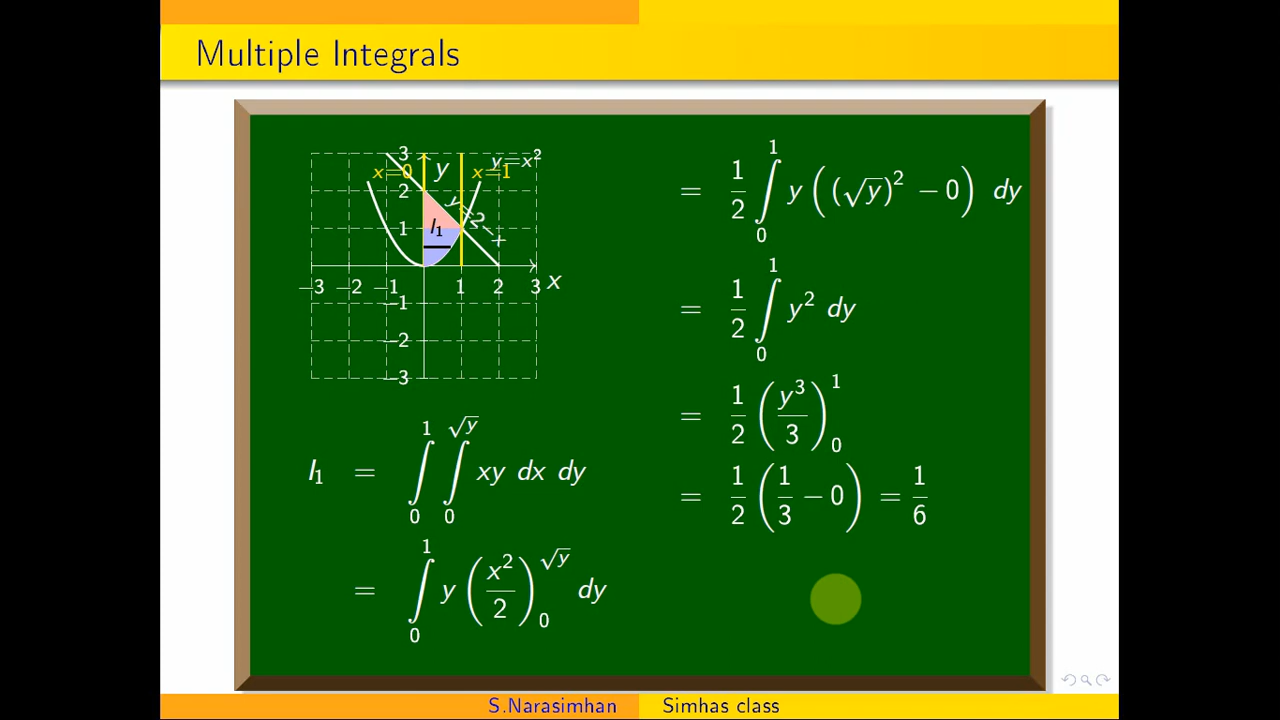 Multiple Integrals
3
x=0
y
x=1
y=x²
2
y=2−x
1
I₁
−3 −2 −1 1 2 3 x
−1
−2
−3
I₁ = ∫₀¹ ∫₀^√y xy dx dy
= ∫₀¹ y (x²/2)₀^√y dy
= 1/2 ∫₀¹ y ((√y)² − 0) dy
= 1/2 ∫₀¹ y² dy
= 1/2 (y³/3)₀¹
= 1/2 (1/3 − 0) = 1/6
S.Narasimhan Simhas class